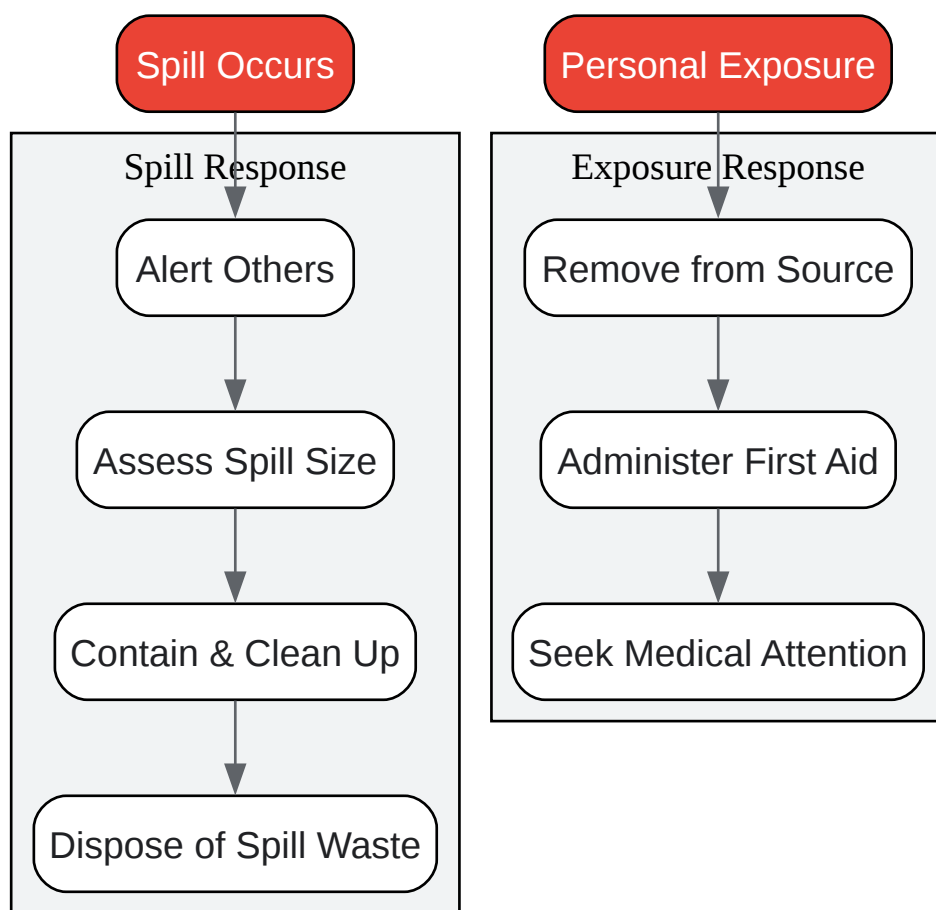 Spill Occurs
Spill Response
Alert Others
Assess Spill Size
Contain & Clean Up
Dispose of Spill Waste
Personal Exposure
Exposure Response
Remove from Source
Administer First Aid
Seek Medical Attention